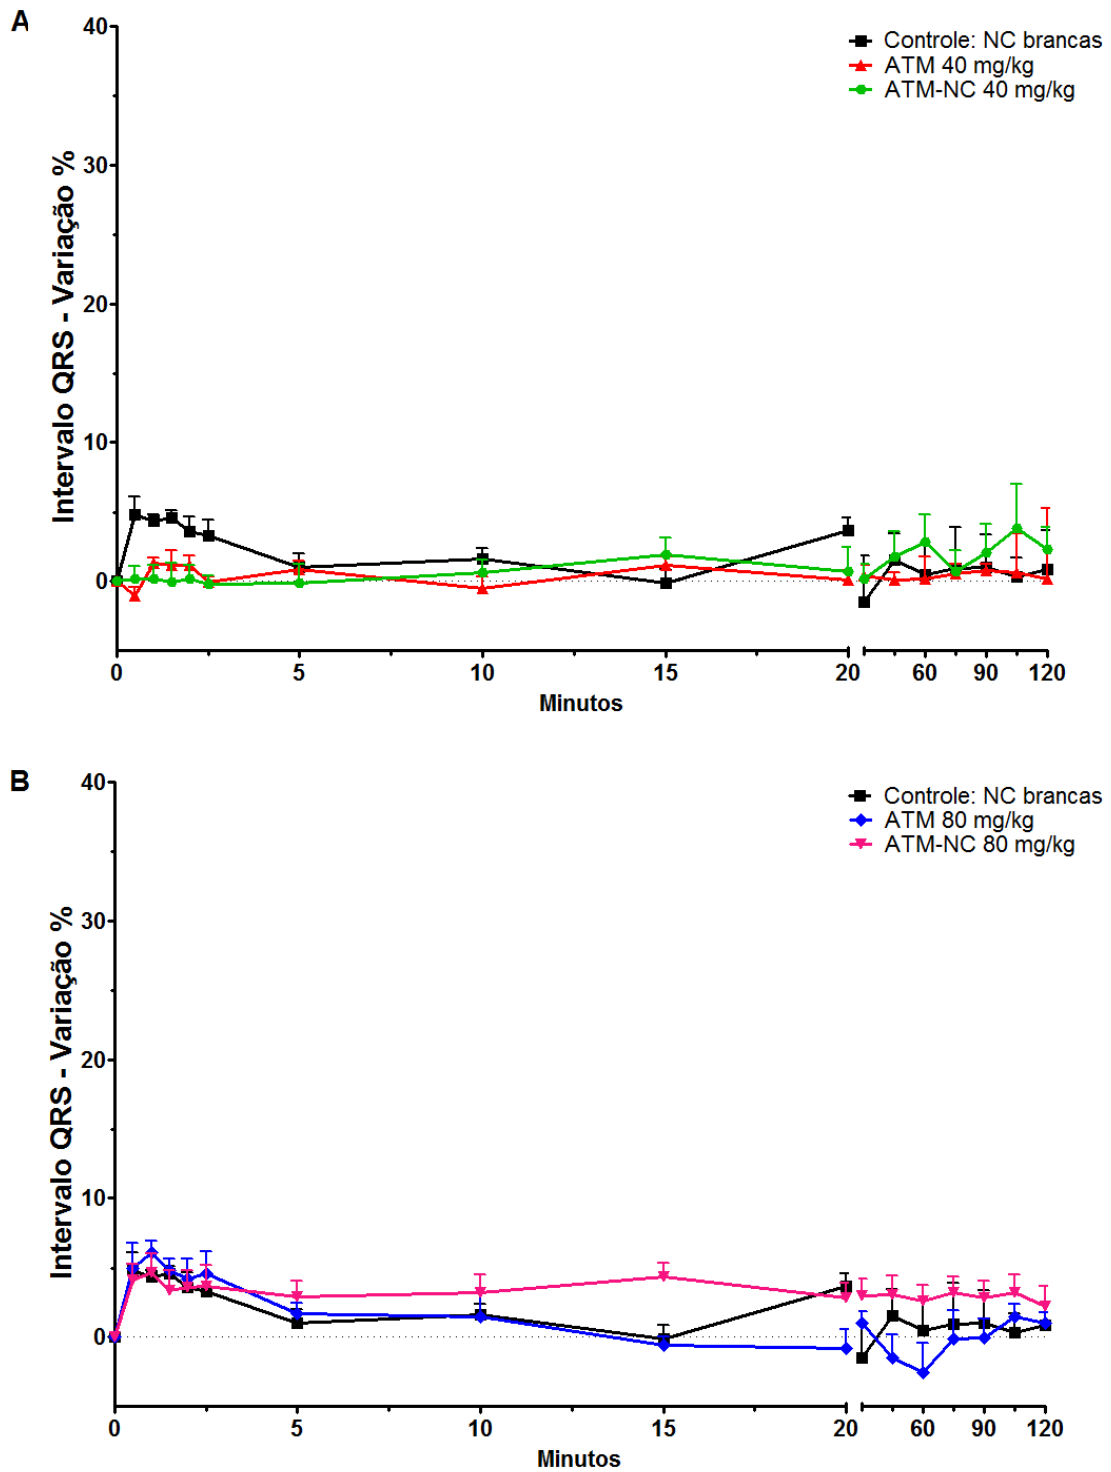 A
Controle: NC brancas
ATM 40 mg/kg
ATM-NC 40 mg/kg
Intervalo QRS - Variação %
40
30
20
10
0
0 5 10 15 20 60 90 120
Minutos
B
Controle: NC brancas
ATM 80 mg/kg
ATM-NC 80 mg/kg
Intervalo QRS - Variação %
40
30
20
10
0
0 5 10 15 20 60 90 120
Minutos